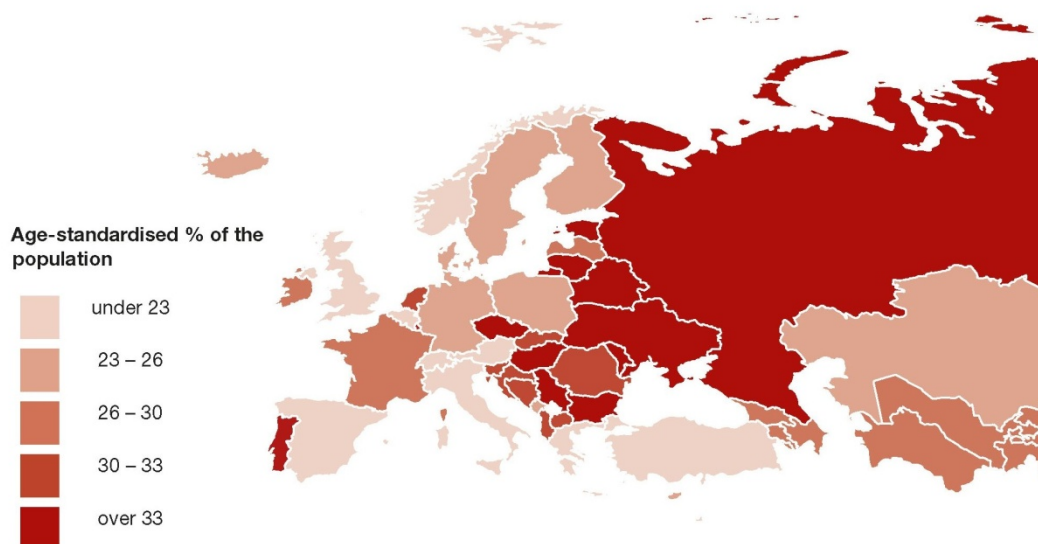 Age-standardised % of the
population
under 23
23 – 26
26 – 30
30 – 33
over 33